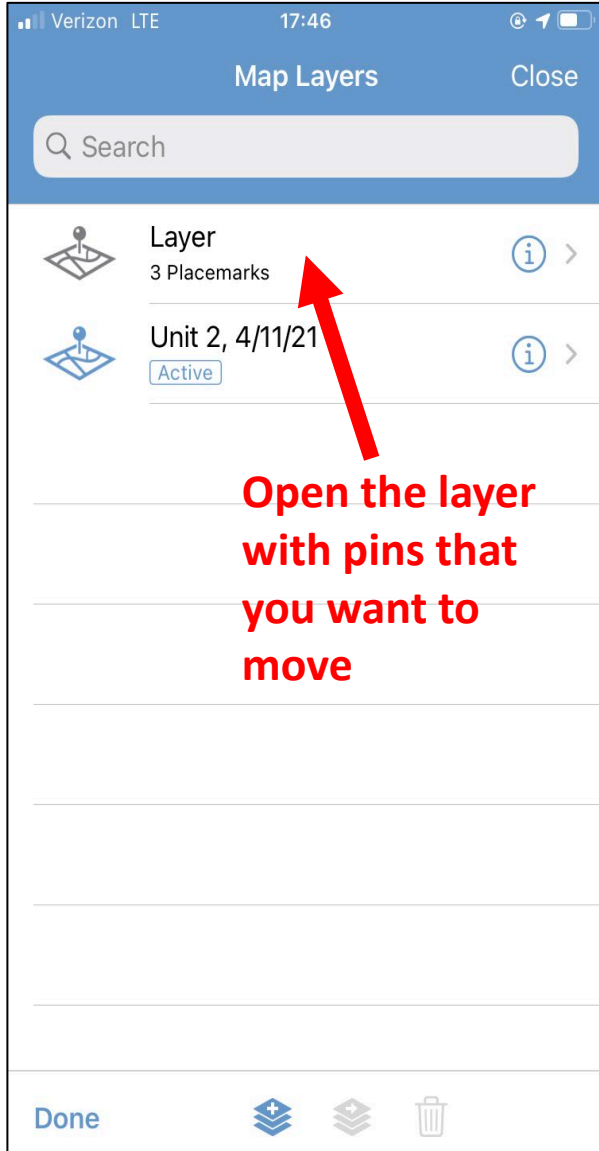 Verizon LTE 17:46
Map Layers Close
Search
Layer
3 Placemarks
Unit 2, 4/11/21
Active
Open the layer
with pins that
you want to
move
Done